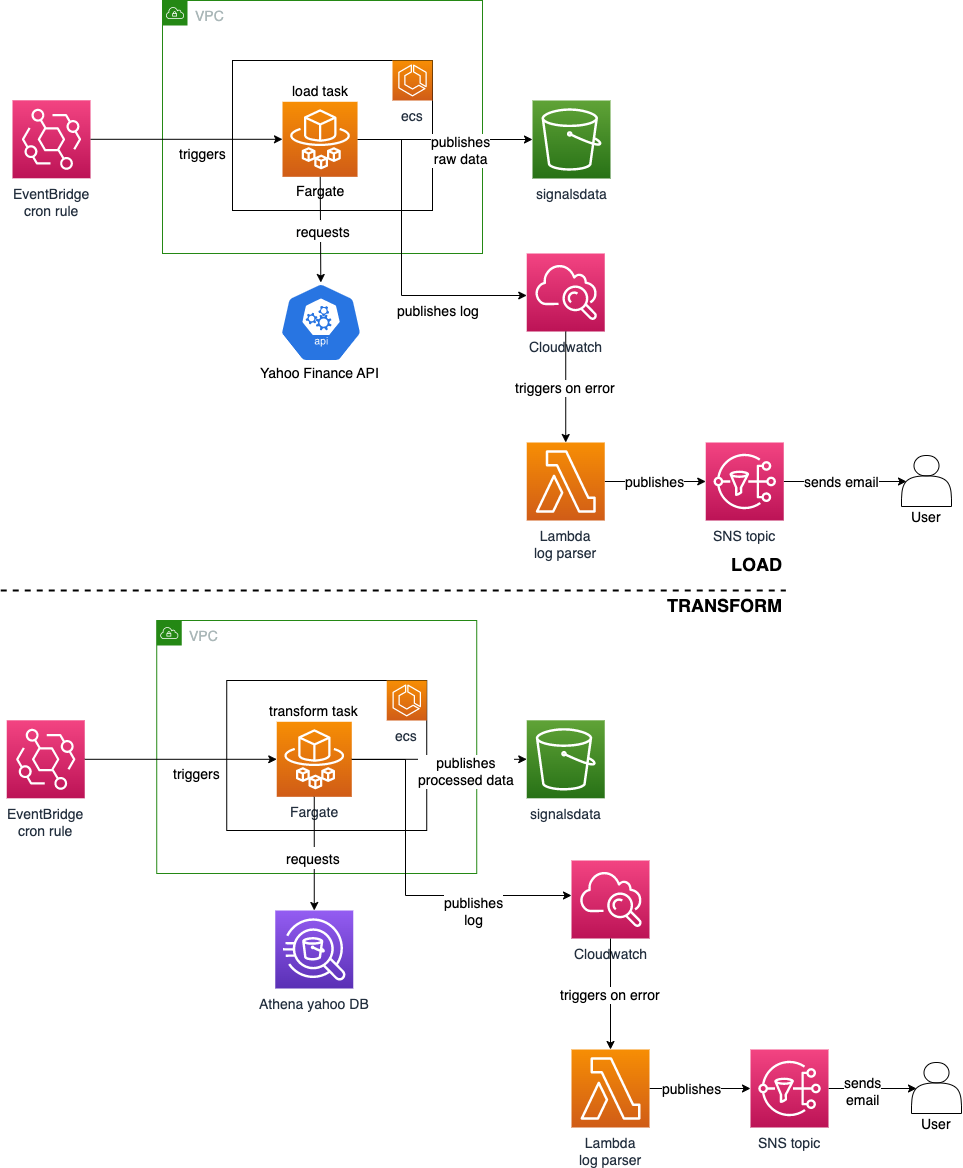 VPC
load task
ecs
triggers
publishes
raw data
EventBridge
cron rule
Fargate
signalsdata
requests
api
publishes log
Yahoo Finance API
Cloudwatch
triggers on error
publishes
sends email
User
Lambda
log parser
SNS topic
LOAD
TRANSFORM
VPC
transform task
ecs
triggers
publishes
processed data
EventBridge
cron rule
Fargate
signalsdata
requests
publishes
log
Athena yahoo DB
Cloudwatch
triggers on error
publishes
sends
email
User
Lambda
log parser
SNS topic